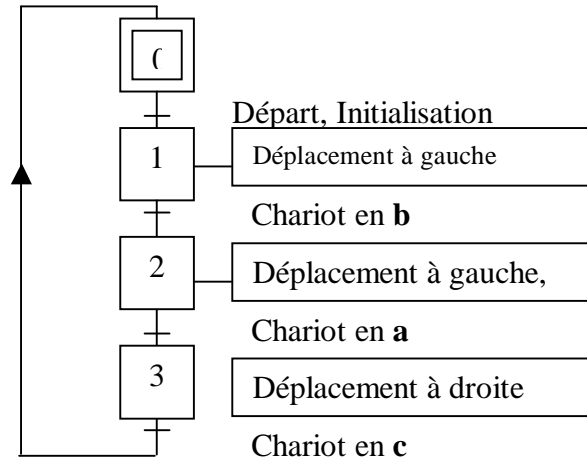 Départ, Initialisation
1 Déplacement à gauche
Chariot en b
2 Déplacement à gauche,
Chariot en a
3 Déplacement à droite
Chariot en c